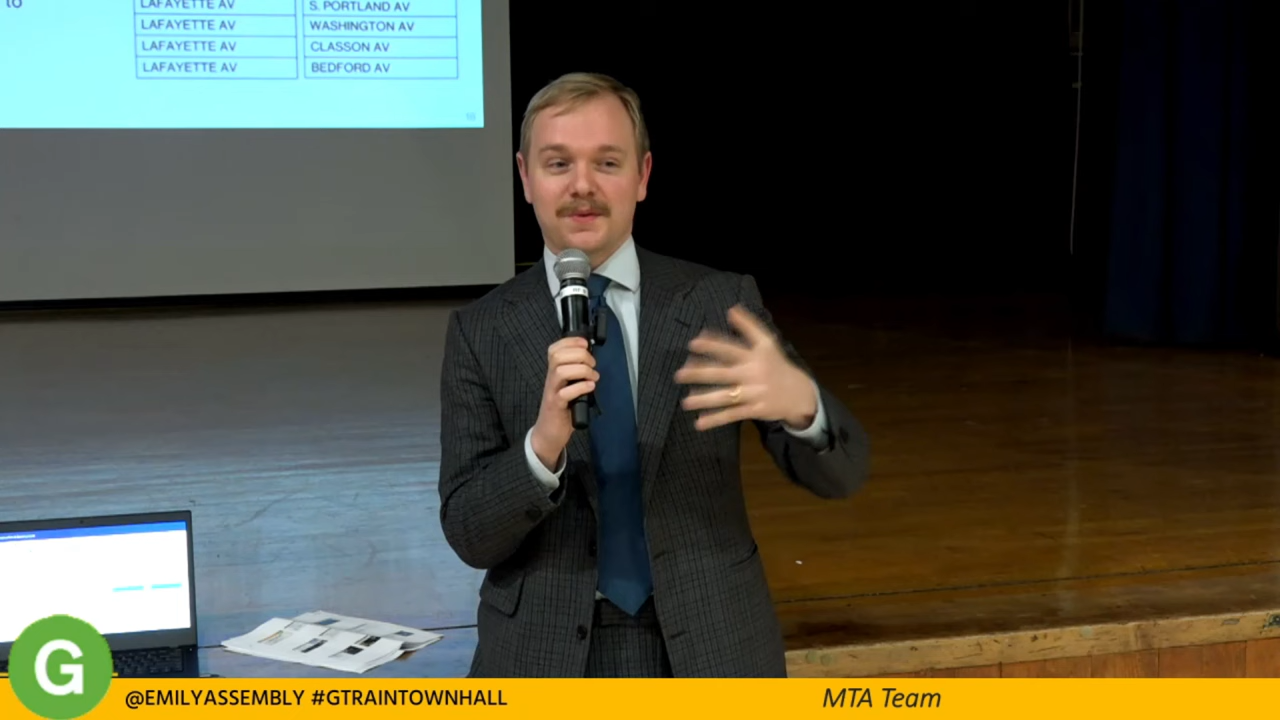 to
LAFAYETTE AV S. PORTLAND AV
LAFAYETTE AV WASHINGTON AV
LAFAYETTE AV CLASSON AV
LAFAYETTE AV BEDFORD AV
G
@EMILYASSEMBLY #GTRAINTOWNHALL
MTA Team